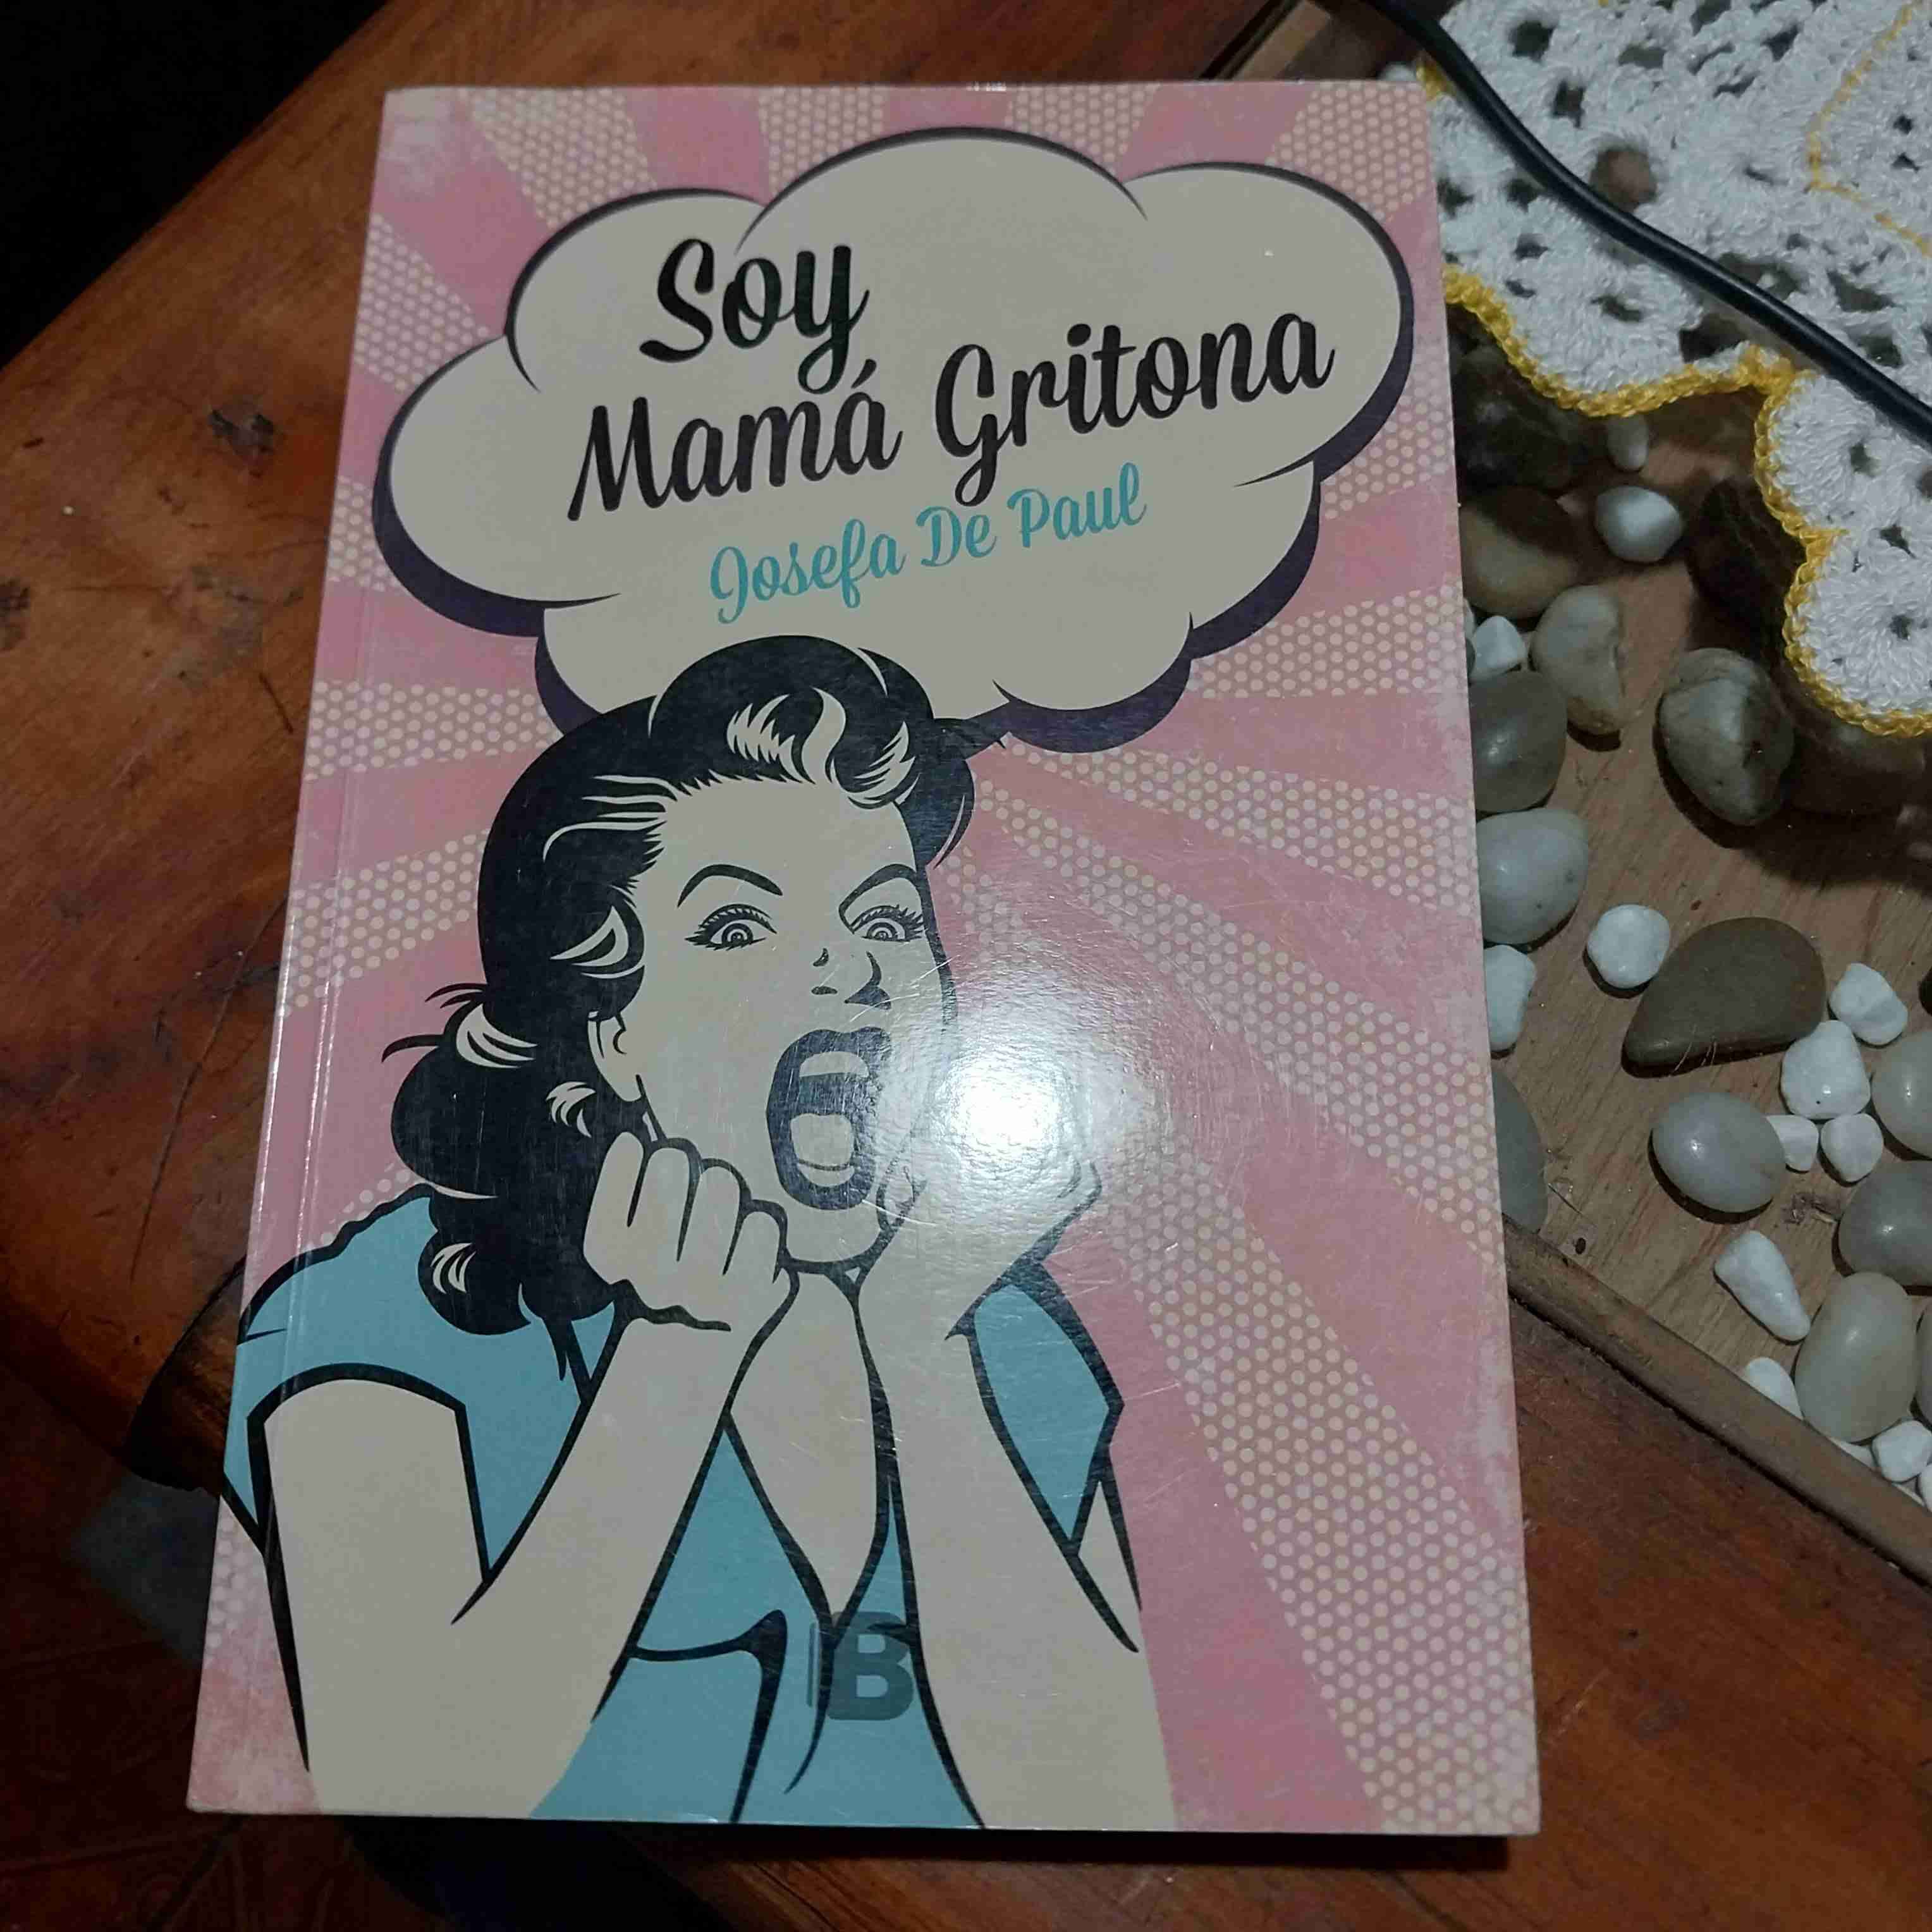 Soy
Mamá Gritona
Josefa De Paul
B